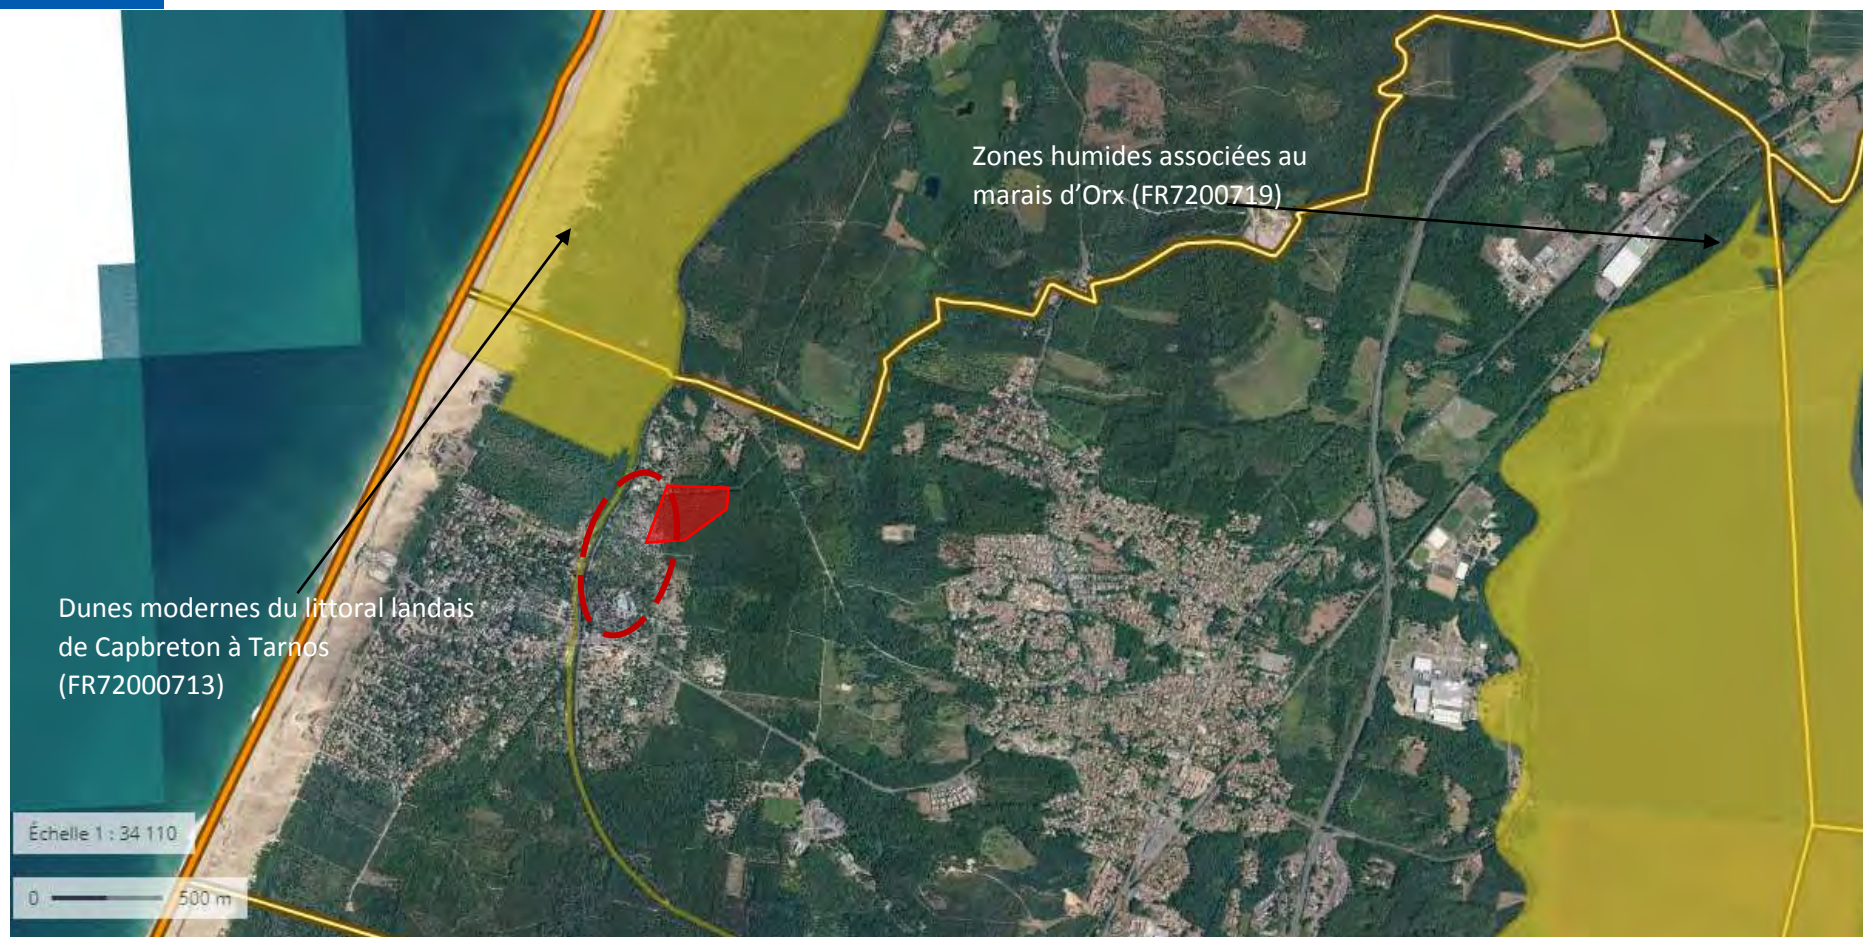 Zones humides associées au
marais d’Orx (FR7200719)
Dunes modernes du littoral landais
de Capbreton à Tarnos
(FR72000713)
Échelle 1 : 34 110
0 500 m